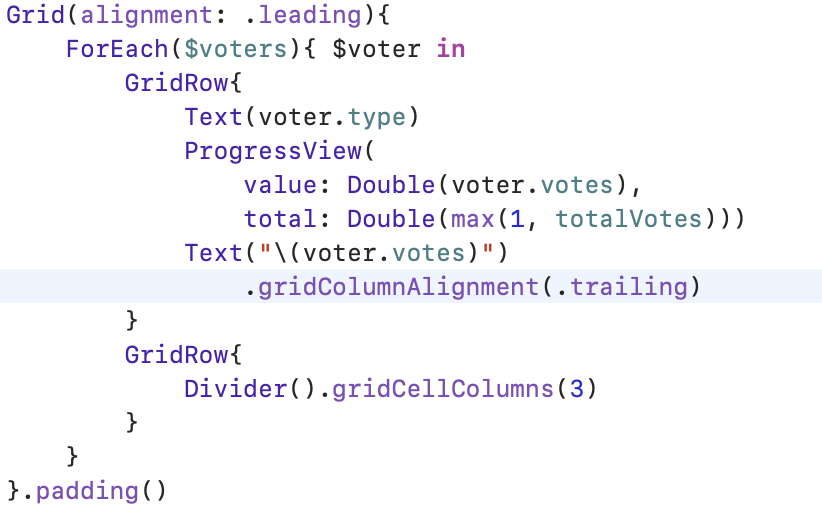 Grid(alignment: .leading){
    ForEach($voters){ $voter in
        GridRow{
            Text(voter.type)
            ProgressView(
                value: Double(voter.votes),
                total: Double(max(1, totalVotes)))
            Text("\(voter.votes)")
                .gridColumnAlignment(.trailing)
        }
        GridRow{
            Divider().gridCellColumns(3)
        }
    }
}.padding()